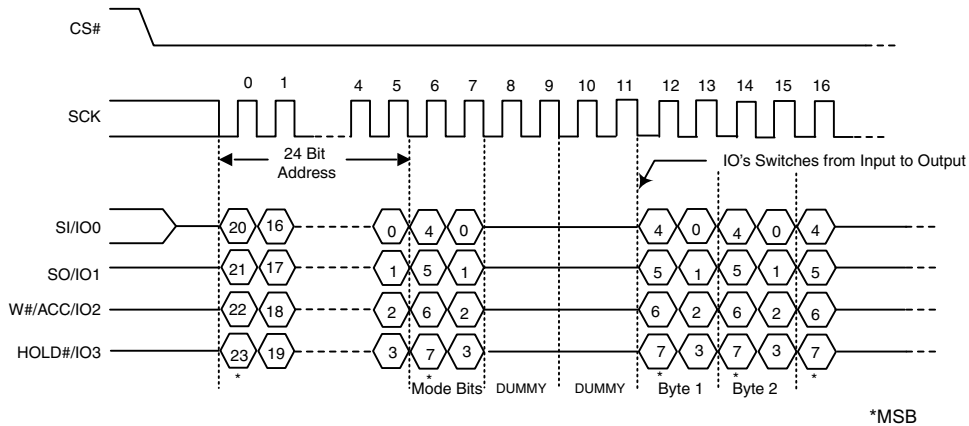 CS#
0 1 4 5 6 7 8 9 10 11 12 13 14 15 16
SCK
24 Bit
Address
IO's Switches from Input to Output
SI/IO0 20 16 0 4 0 4 0 4 0 4
SO/IO1 21 17 1 5 1 5 1 5 1 5
W#/ACC/IO2 22 18 2 6 2 6 2 6 2 6
HOLD#/IO3 23 19 3 7 3 7 3 7 3 7
* * * * *
Mode Bits DUMMY DUMMY Byte 1 Byte 2
*MSB